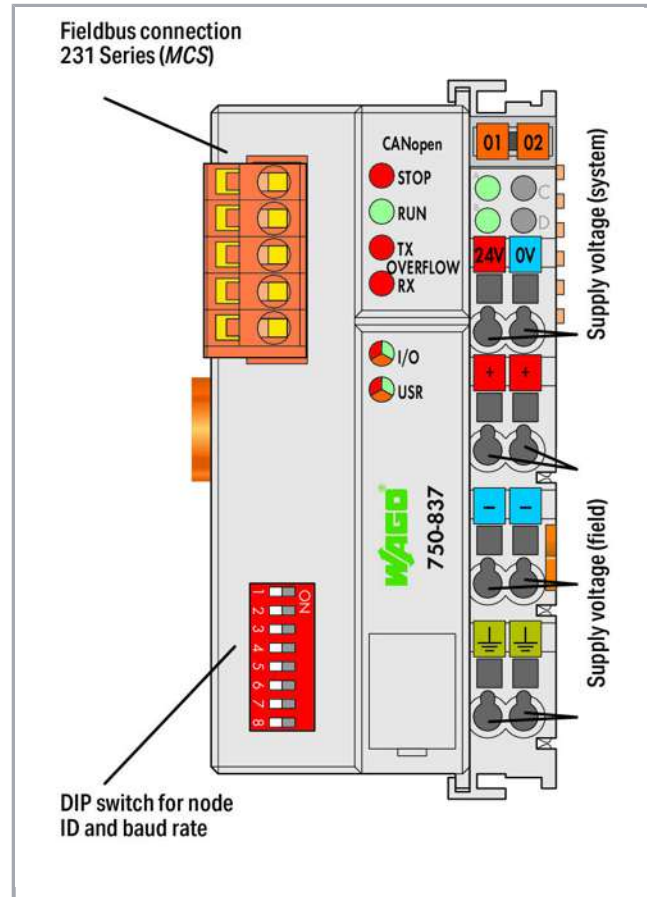 Fieldbus connection
231 Series (MCS)
CANopen
STOP
RUN
TX
OVERFLOW
RX
I/O
USR
WAGO
750-837
01 02
A C
B D
24V 0V
+ +
- -
Supply voltage (system)
Supply voltage (field)
ON
1
2
3
4
5
6
7
8
DIP switch for node
ID and baud rate